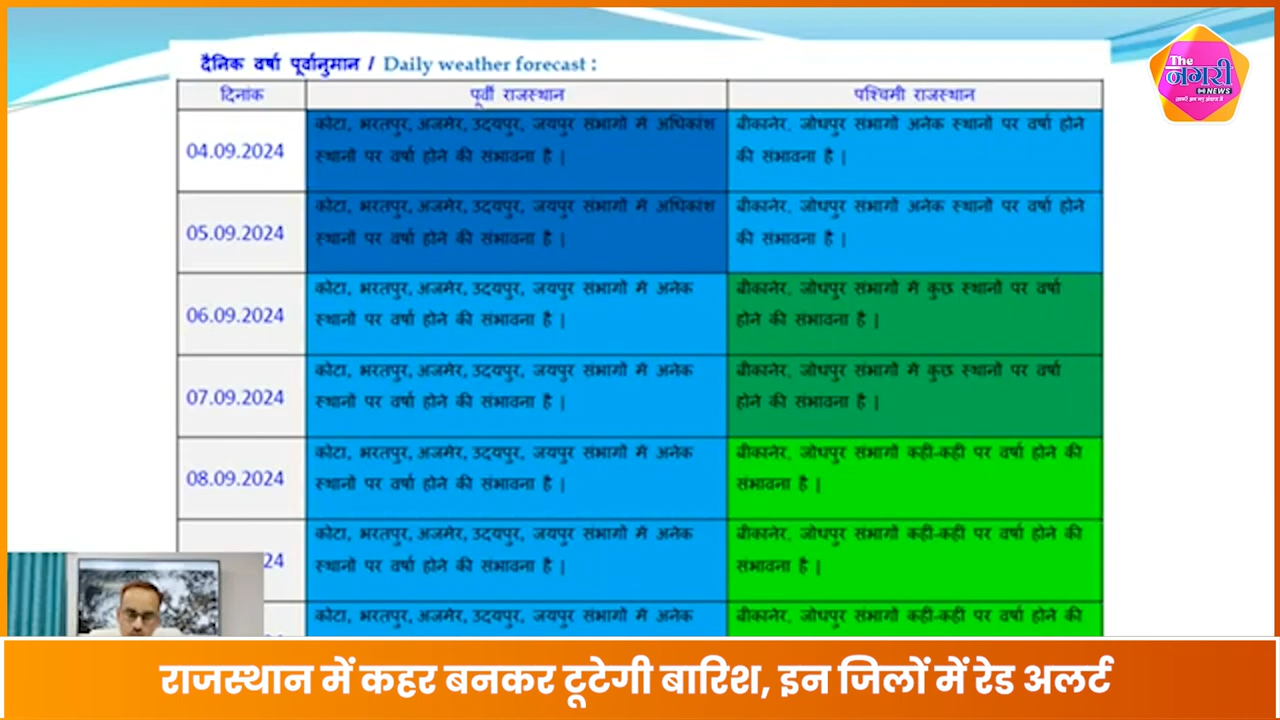 दैनिक वर्षा पूर्वानुमान / Daily weather forecast :
The
नगरी
NEWS
दिनांक
पूर्वी राजस्थान
पश्चिमी राजस्थान
04.09.2024
कोटा, भरतपुर, अजमेर, उदयपुर, जयपुर संभागों में अधिकांश
स्थानों पर वर्षा होने की संभावना है |
बीकानेर, जोधपुर संभागों अनेक स्थानों पर वर्षा होने
की संभावना है |
05.09.2024
कोटा, भरतपुर, अजमेर, उदयपुर, जयपुर संभागों में अधिकांश
स्थानों पर वर्षा होने की संभावना है |
बीकानेर, जोधपुर संभागों अनेक स्थानों पर वर्षा होने
की संभावना है |
06.09.2024
कोटा, भरतपुर, अजमेर, उदयपुर, जयपुर संभागों में अनेक
स्थानों पर वर्षा होने की संभावना है |
बीकानेर, जोधपुर संभागों में कुछ स्थानों पर वर्षा
होने की संभावना है |
07.09.2024
कोटा, भरतपुर, अजमेर, उदयपुर, जयपुर संभागों में अनेक
स्थानों पर वर्षा होने की संभावना है |
बीकानेर, जोधपुर संभागों में कुछ स्थानों पर वर्षा
होने की संभावना है |
08.09.2024
कोटा, भरतपुर, अजमेर, उदयपुर, जयपुर संभागों में अनेक
स्थानों पर वर्षा होने की संभावना है |
बीकानेर, जोधपुर संभागों कहीं-कहीं पर वर्षा होने की
संभावना है |
24
कोटा, भरतपुर, अजमेर, उदयपुर, जयपुर संभागों में अनेक
स्थानों पर वर्षा होने की संभावना है |
बीकानेर, जोधपुर संभागों कहीं-कहीं पर वर्षा होने की
संभावना है |
कोटा, भरतपुर, अजमेर, उदयपुर, जयपुर संभागों में अनेक
बीकानेर, जोधपुर संभागों कहीं-कहीं पर वर्षा होने की
राजस्थान में कहर बनकर टूटेगी बारिश, इन जिलों में रेड अलर्ट